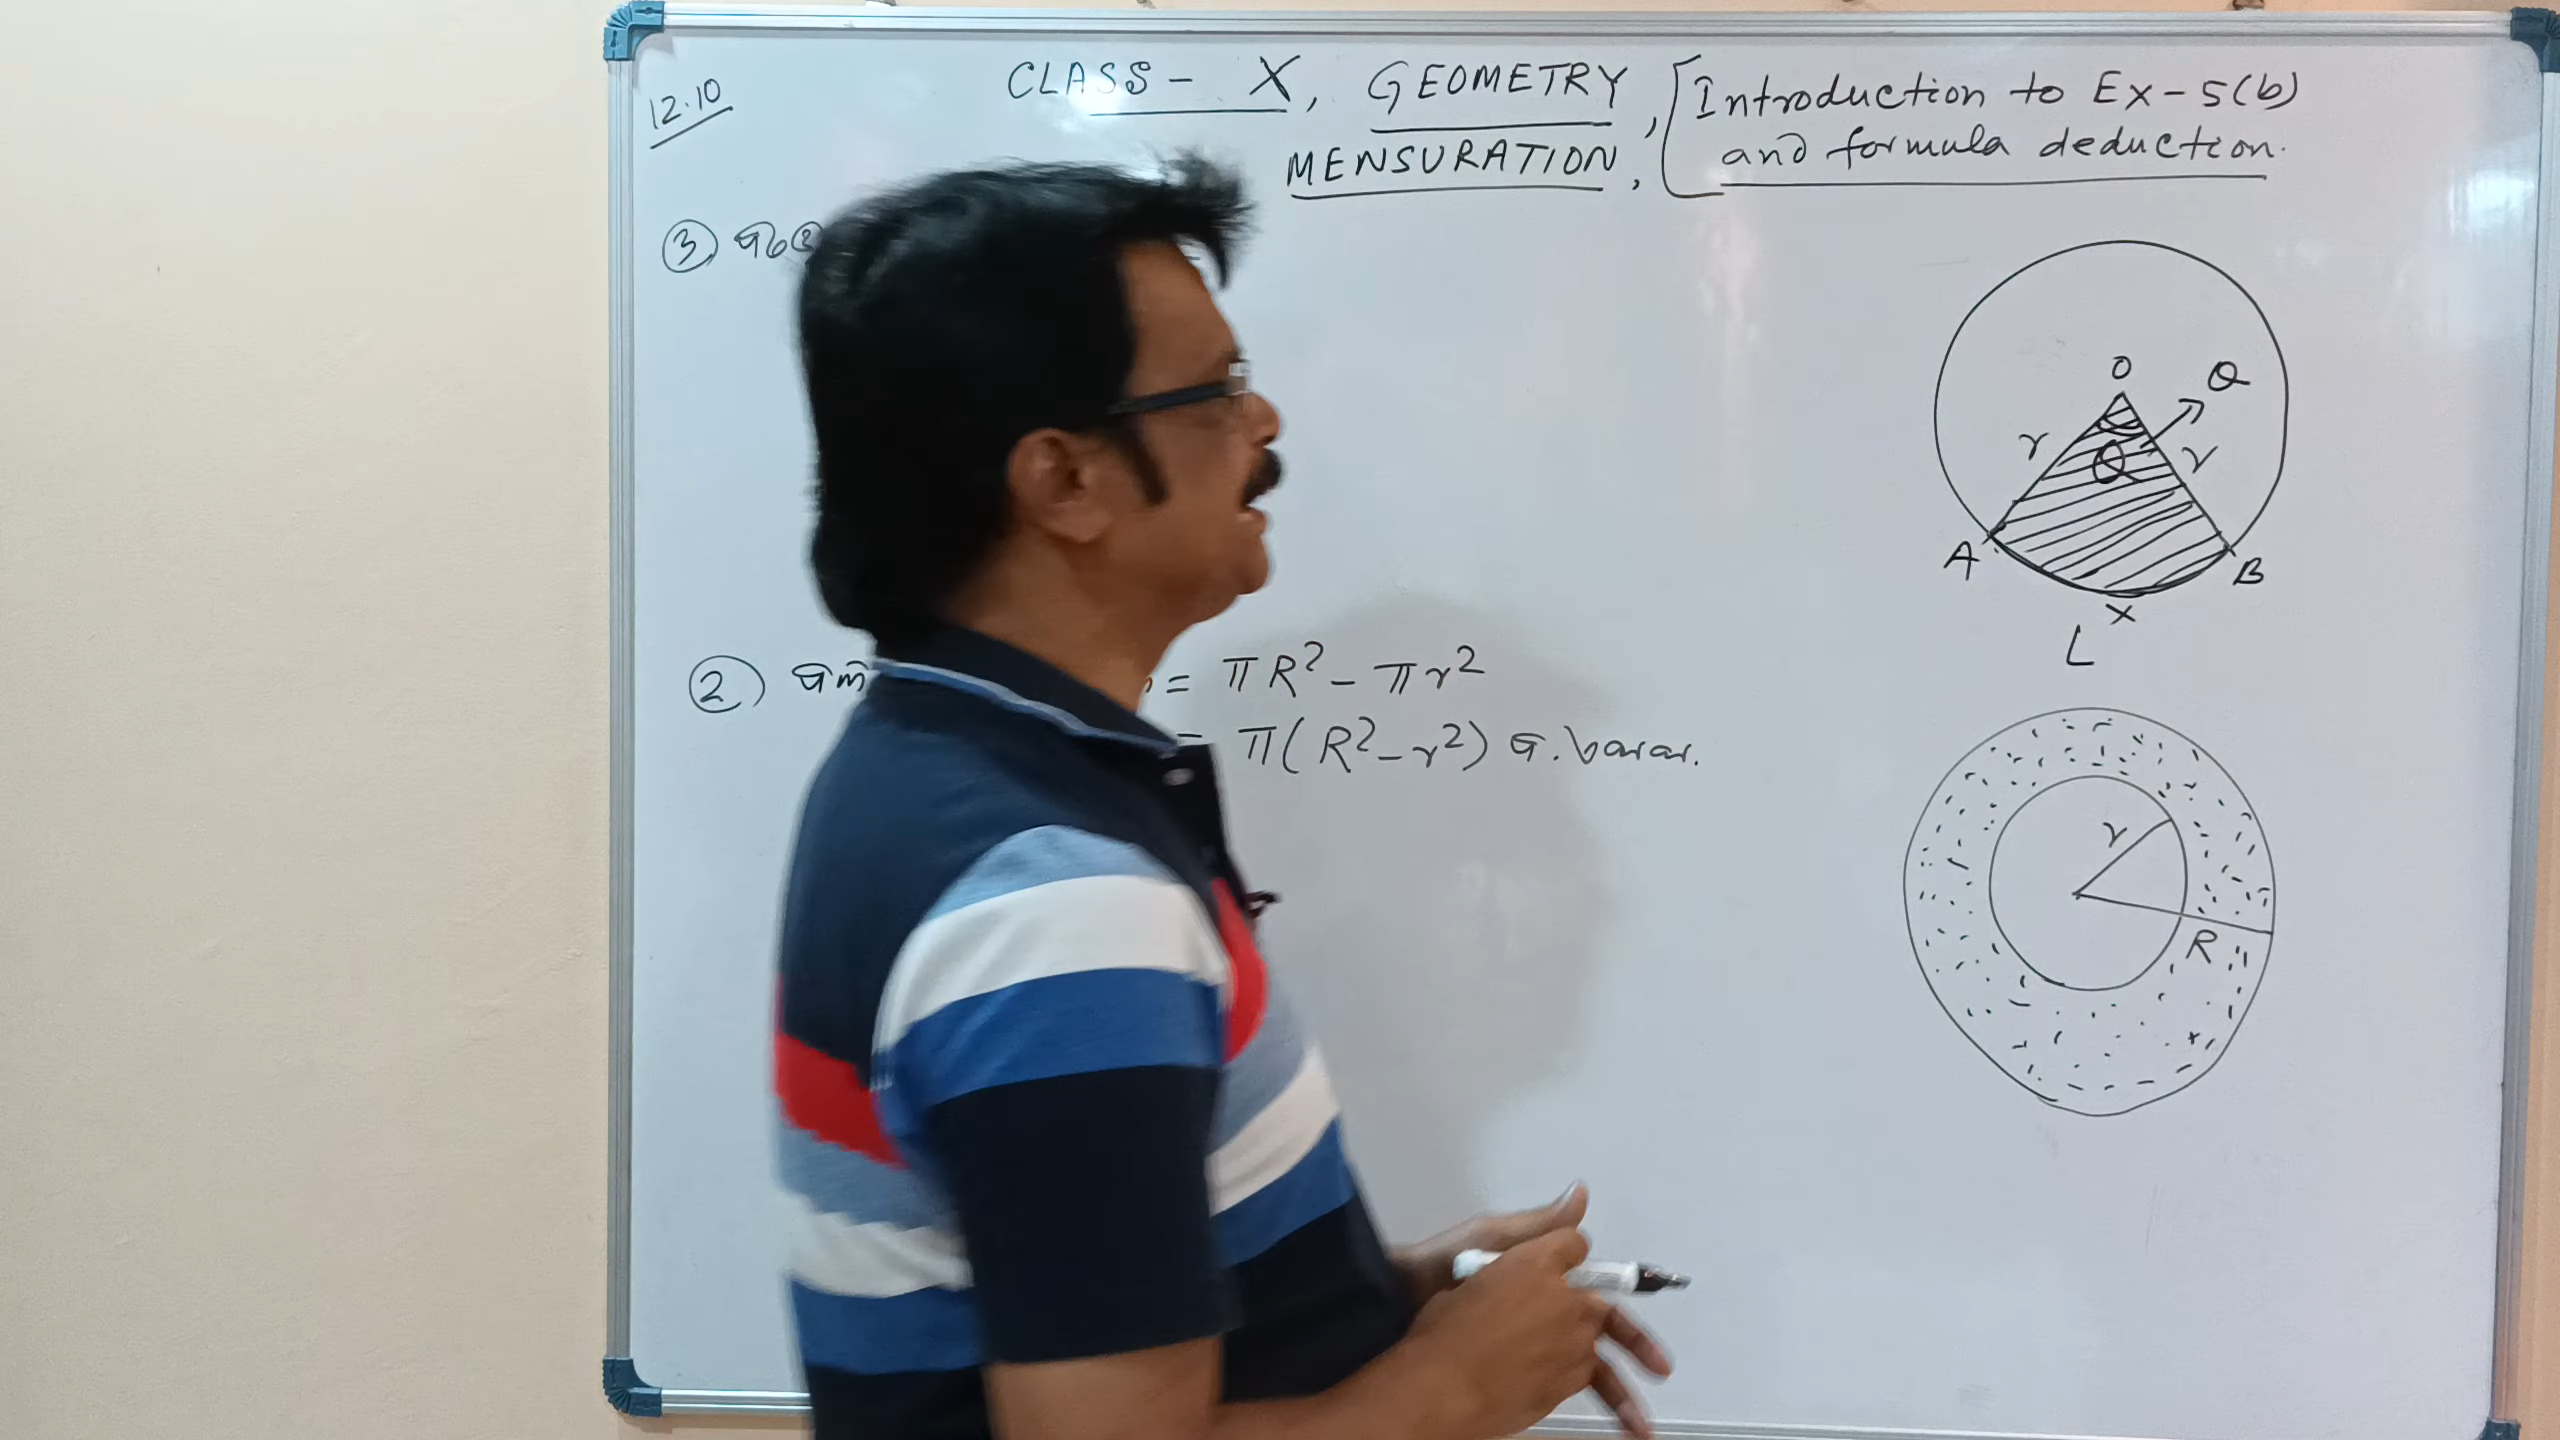 12.10
CLASS - X, GEOMETRY
MENSURATION,
, Introduction to Ex-5(b)
and formula deduction.
③
O
θ
r
r
θ
A
B
X
L
② = πR² - πr²
= π(R² - r²) ବ.
r
R